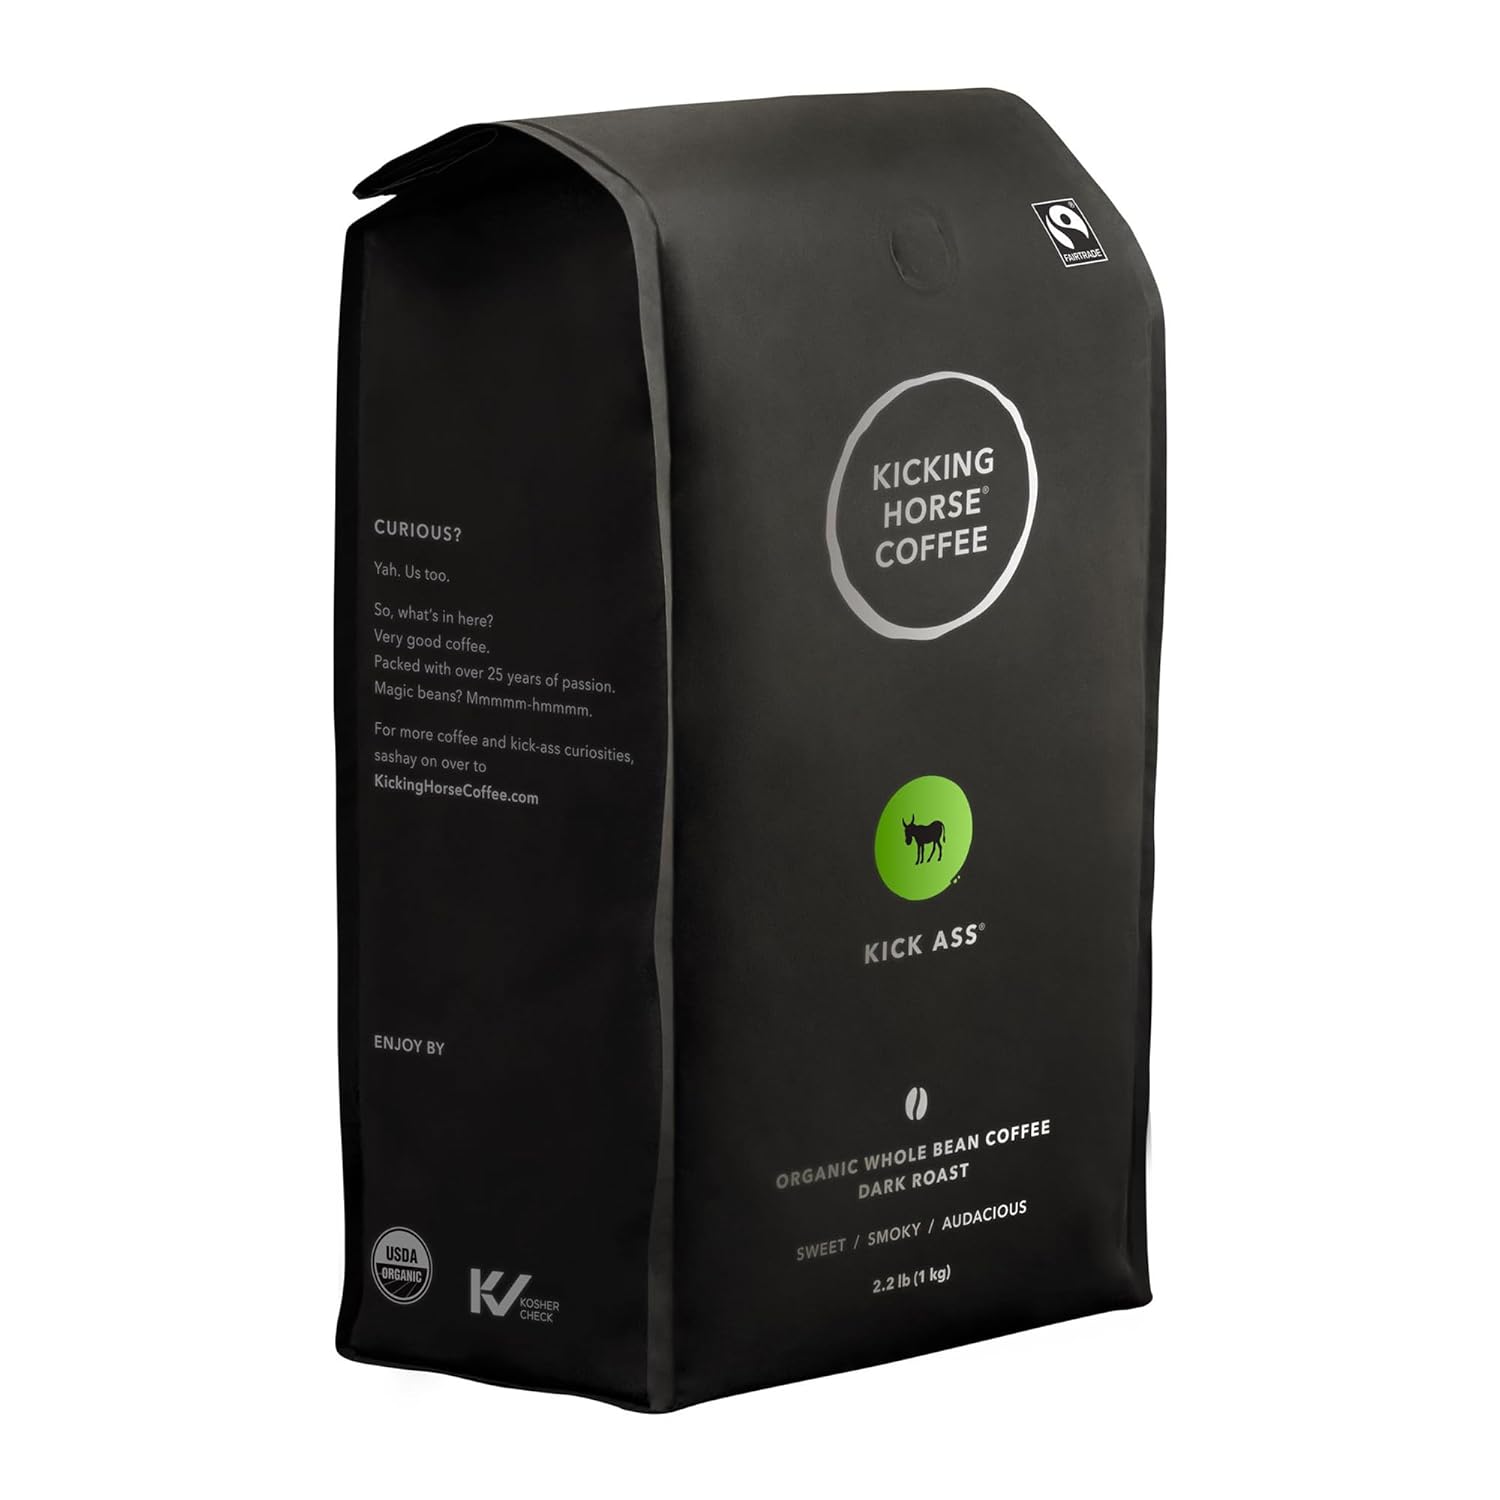 FAIRTRADE
KICKING
HORSE®
COFFEE
KICK ASS®
ORGANIC WHOLE BEAN COFFEE
DARK ROAST
SWEET / SMOKY / AUDACIOUS
2.2 lb (1 kg)
CURIOUS?
Yah. Us too.
So, what's in here?
Very good coffee.
Packed with over 25 years of passion.
Magic beans? Mmmmm-hmmmm.
For more coffee and kick-ass curiosities,
sashay on over to
KickingHorseCoffee.com
ENJOY BY
USDA
ORGANIC
KV
KOSHER
CHECK